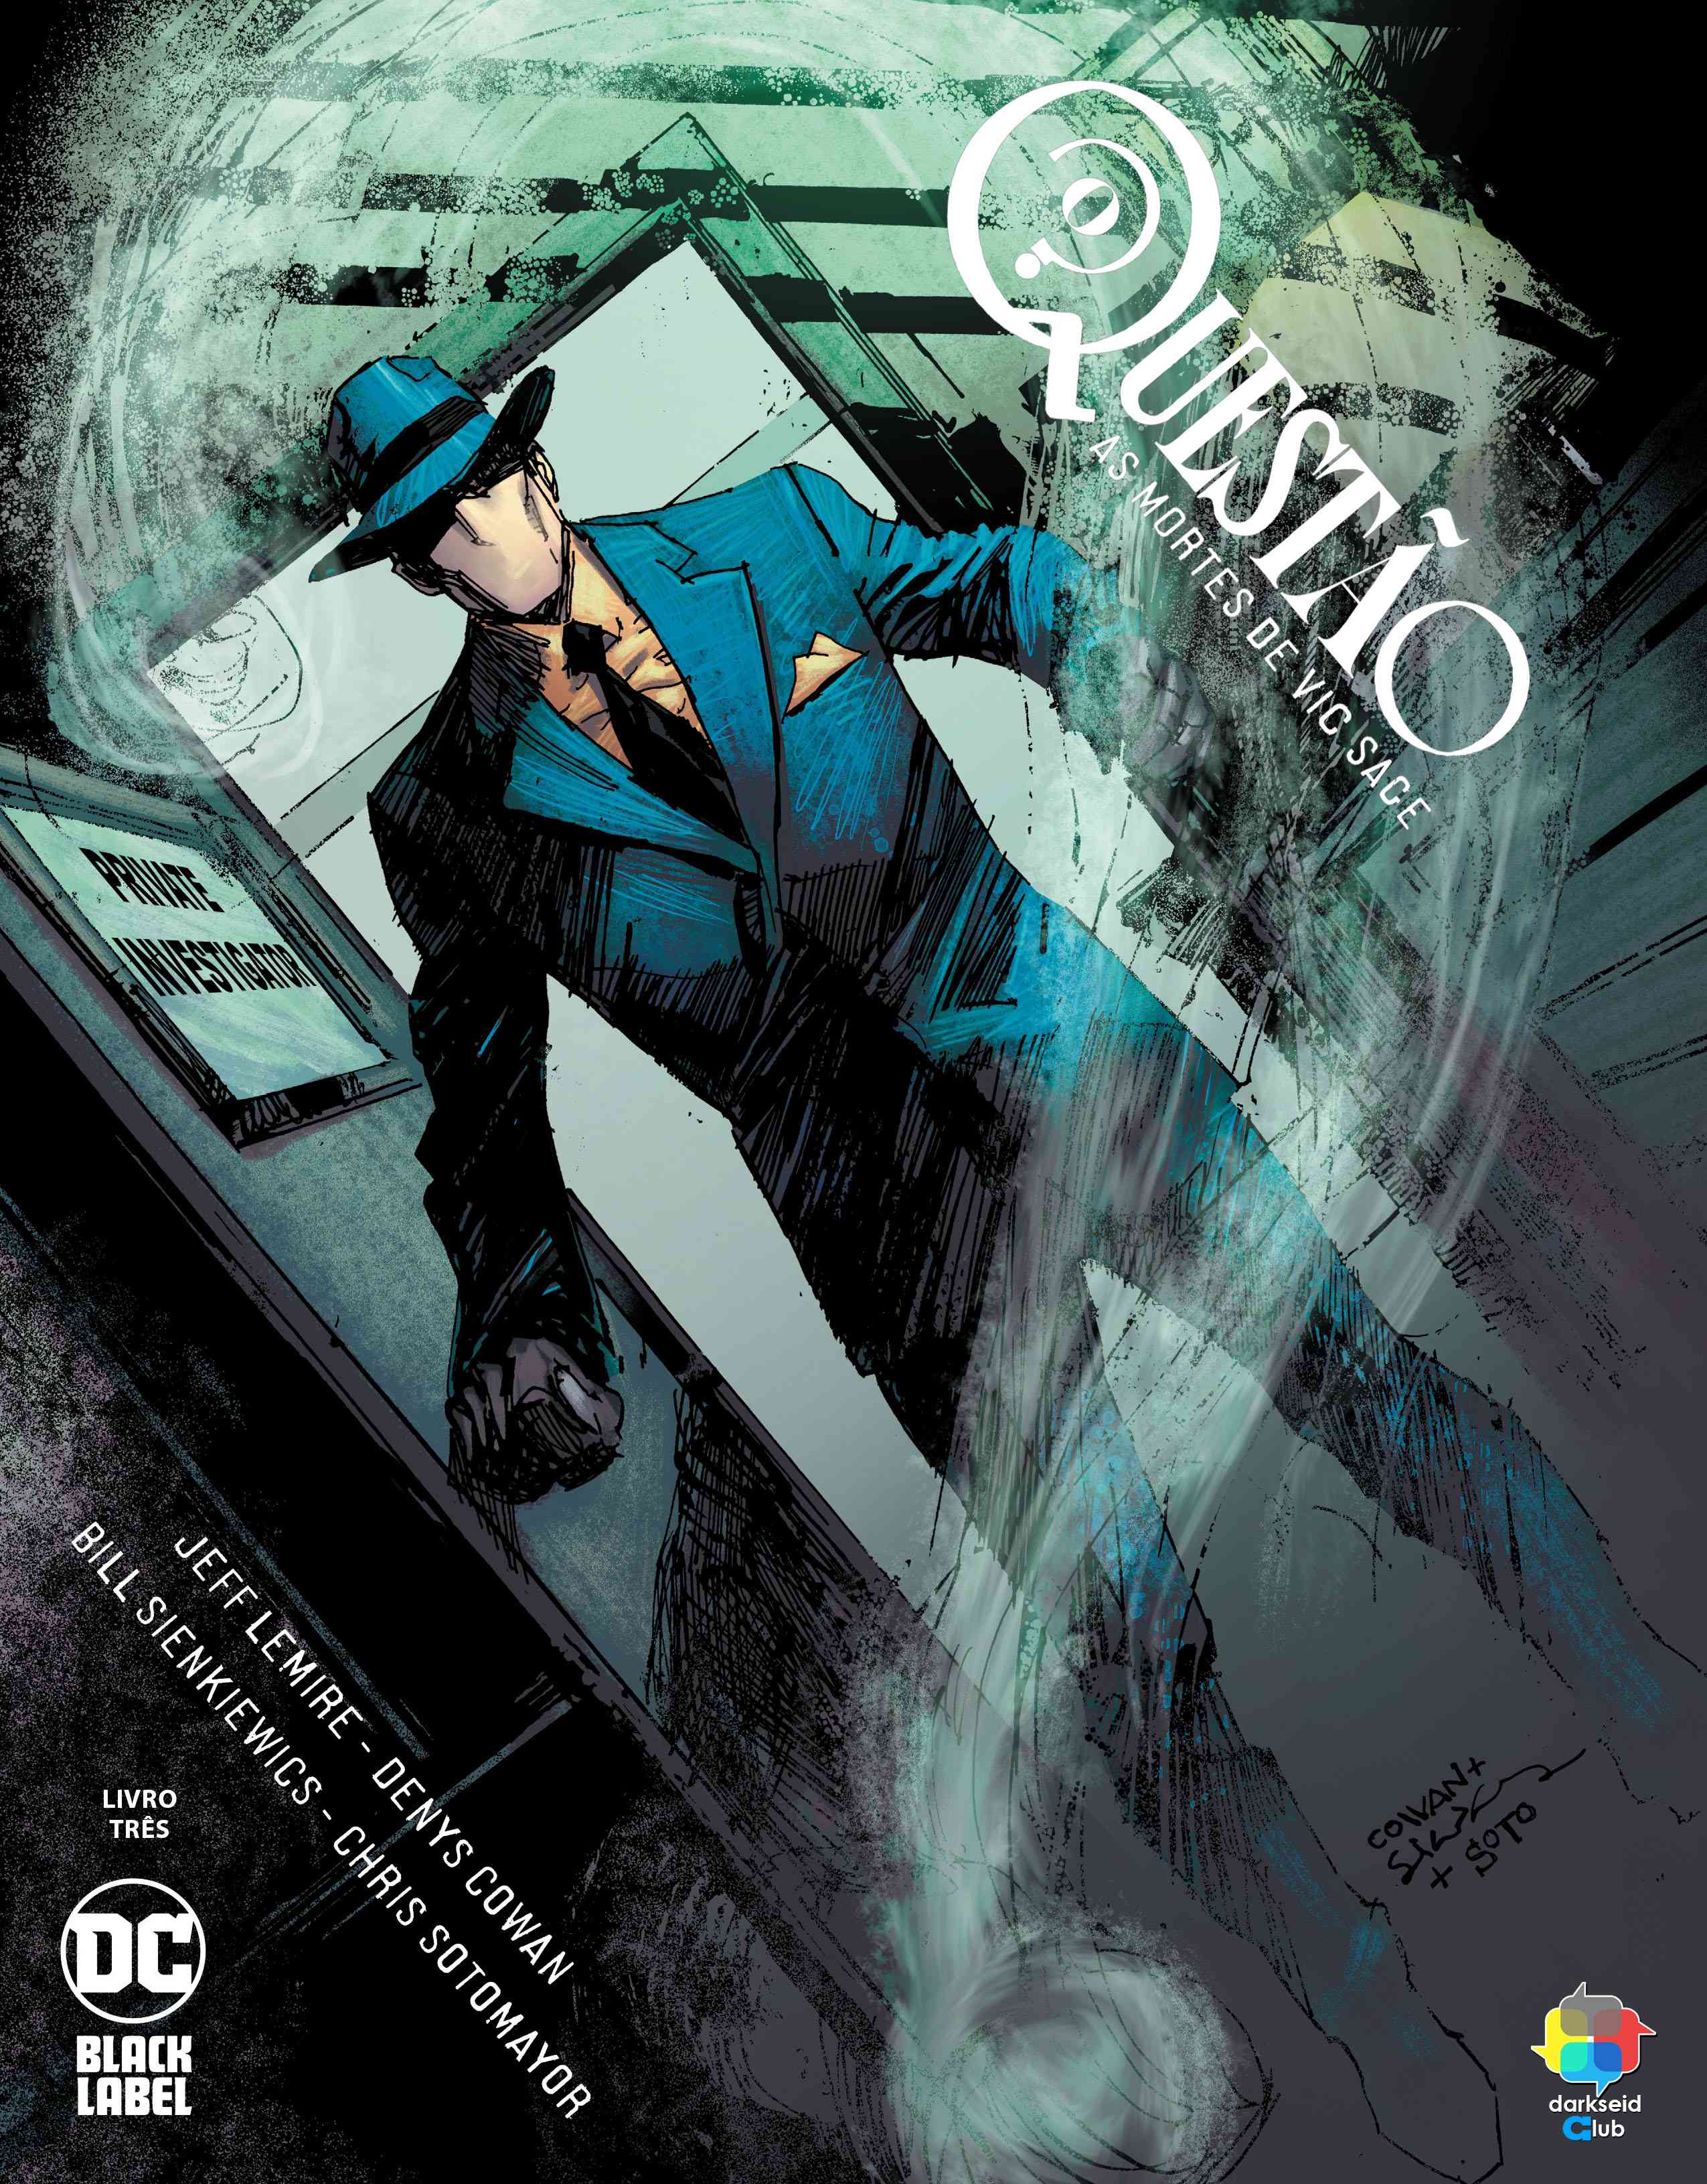 QUESTÃO
AS MORTES DE VIC SAGE
PRIVATE
INVESTIGATOR
JEFF LEMIRE - DENYS COWAN
BILL SIENKIEWICS - CHRIS SOTOMAYOR
LIVRO
TRÊS
DC
BLACK
LABEL
COWAN +
+ SOTO
darkseid
Club